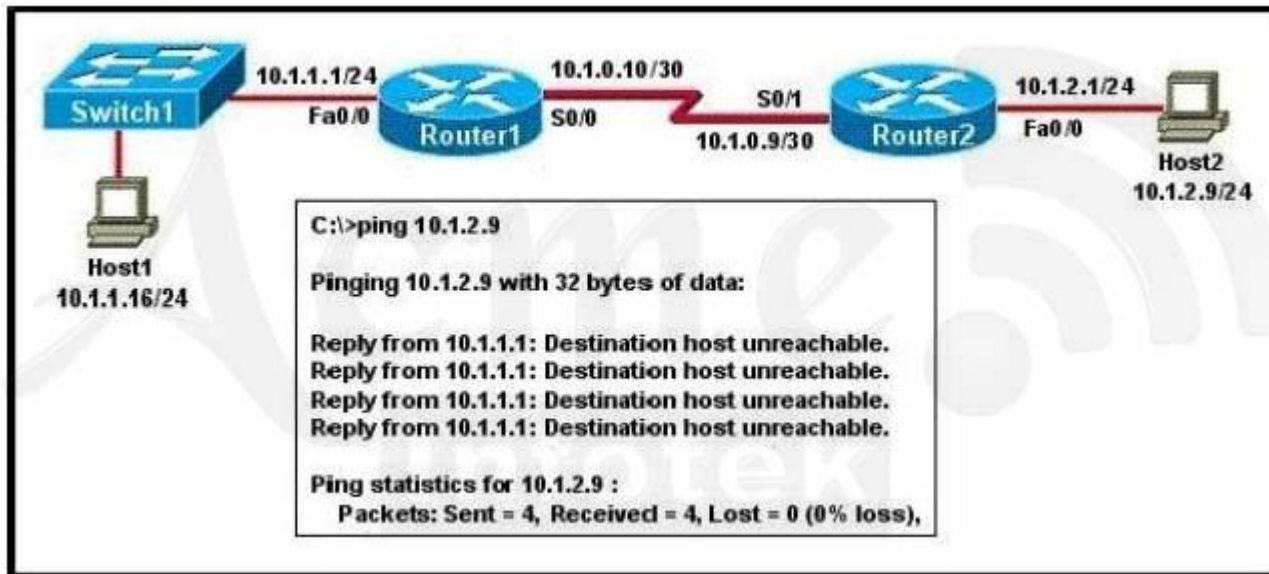 10.1.1.1/24
10.1.0.10/30
S0/1
10.1.2.1/24
Switch1
Fa0/0
Router1
S0/0
10.1.0.9/30
Router2
Fa0/0
Host2
10.1.2.9/24
Host1
10.1.1.16/24
C:\>ping 10.1.2.9
Pinging 10.1.2.9 with 32 bytes of data:
Reply from 10.1.1.1: Destination host unreachable.
Reply from 10.1.1.1: Destination host unreachable.
Reply from 10.1.1.1: Destination host unreachable.
Reply from 10.1.1.1: Destination host unreachable.
Ping statistics for 10.1.2.9 :
Packets: Sent = 4, Received = 4, Lost = 0 (0% loss),
Acme
Infotek